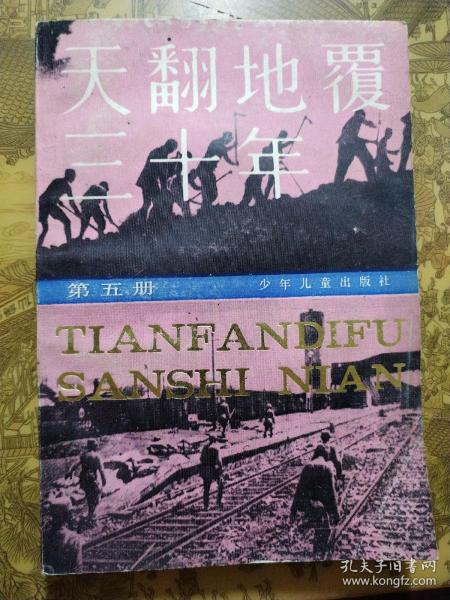 天翻地覆
三十年
第五册
少年儿童出版社
TIANFANDIFU
SANSHI NIAN
孔夫子旧书网
www.kongfz.com